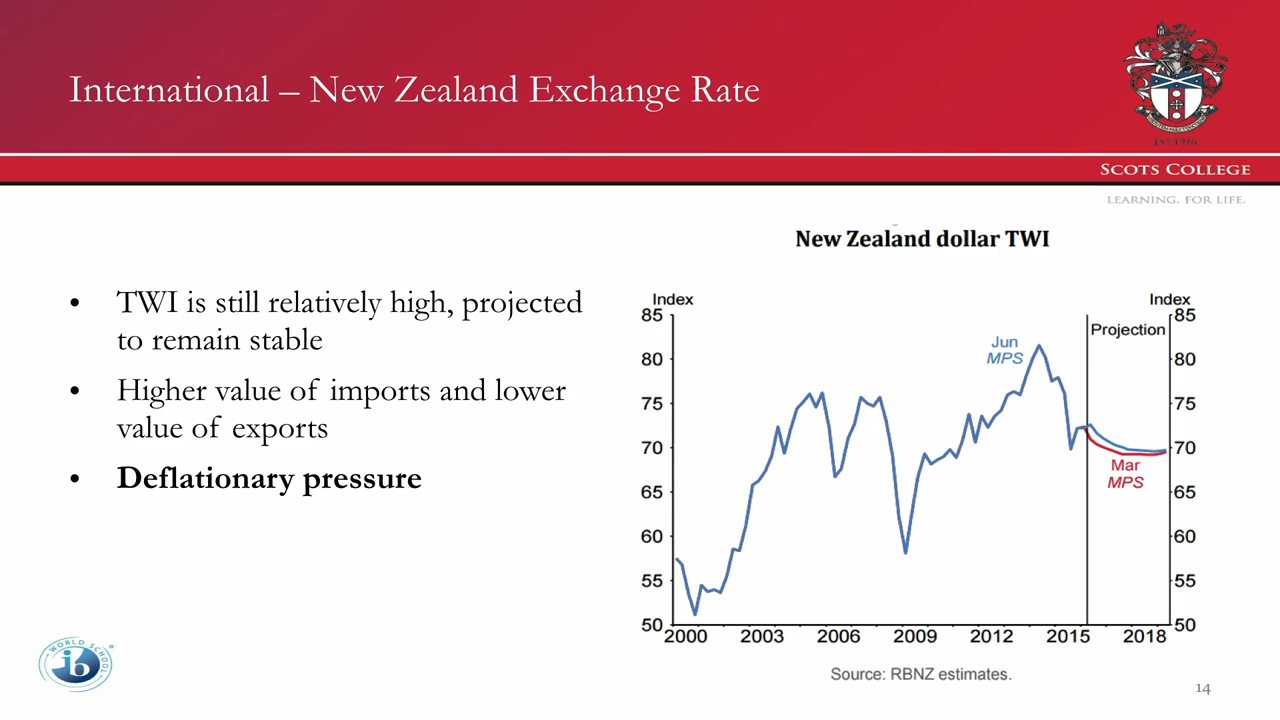 International – New Zealand Exchange Rate
SCOTS COLLEGE
LEARNING. FOR LIFE.
• TWI is still relatively high, projected
to remain stable
• Higher value of imports and lower
value of exports
• Deflationary pressure
New Zealand dollar TWI
Index
Index
85
85
80
80
75
75
70
70
65
65
60
60
55
55
50
50
Projection
Jun
MPS
Mar
MPS
2000 2003 2006 2009 2012 2015 2018
Source: RBNZ estimates.
WORLD SCHOOL
ib
®
14